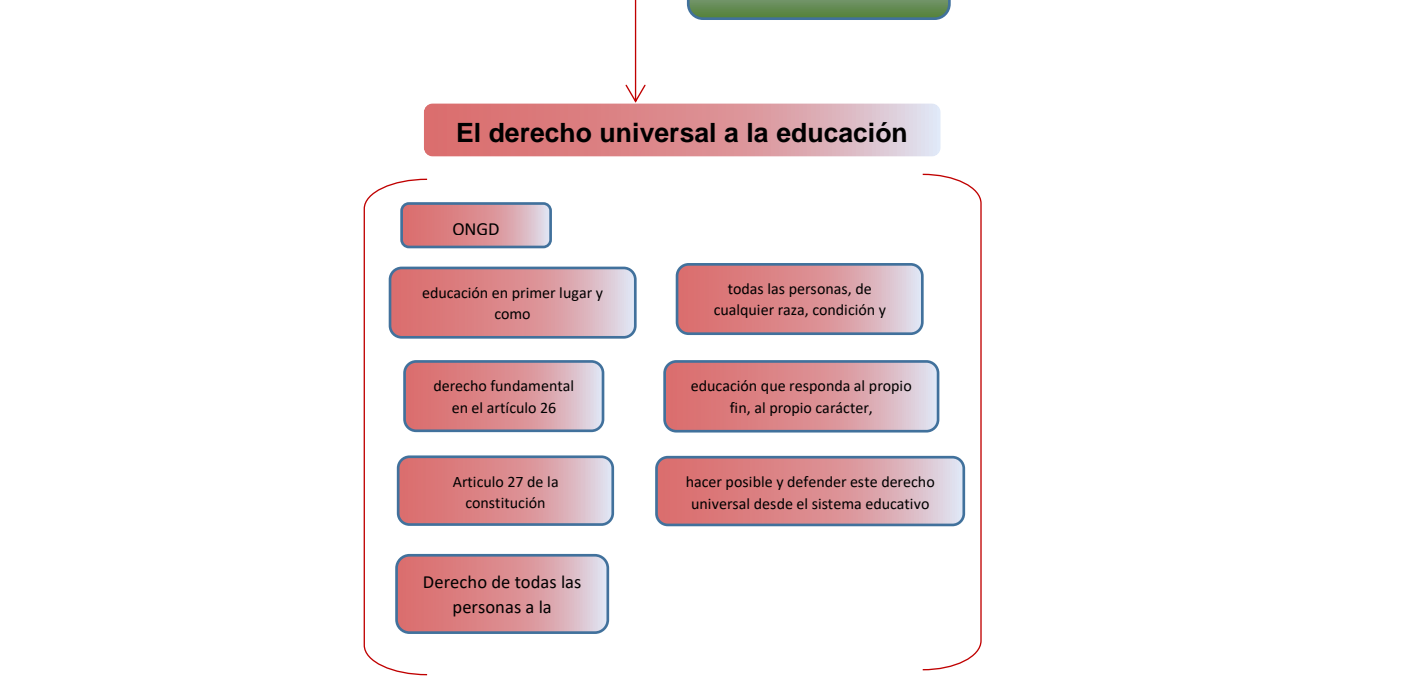 El derecho universal a la educación
ONGD
educación en primer lugar y
como
todas las personas, de
cualquier raza, condición y
derecho fundamental
en el artículo 26
educación que responda al propio
fin, al propio carácter,
Articulo 27 de la
constitución
hacer posible y defender este derecho
universal desde el sistema educativo
Derecho de todas las
personas a la